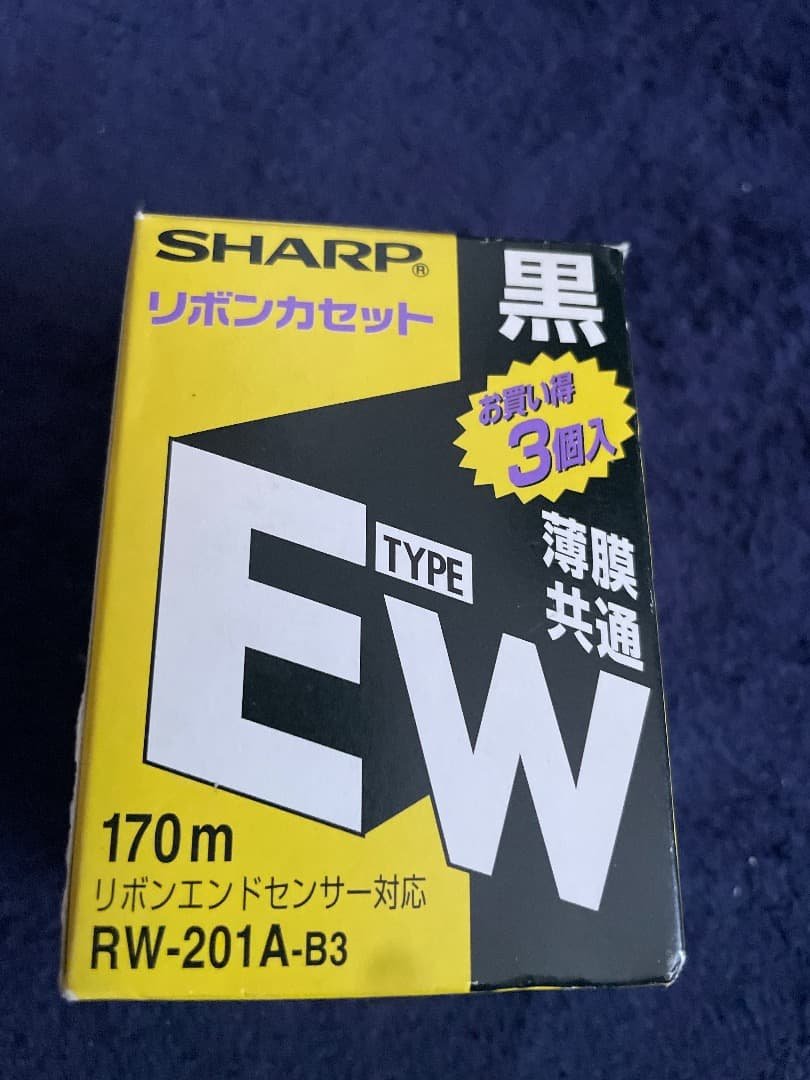 SHARP®
リボンカセット
黒
お買い得
3個入
薄膜
共通
TYPE
EW
170m
リボンエンドセンサー対応
RW-201A-B3